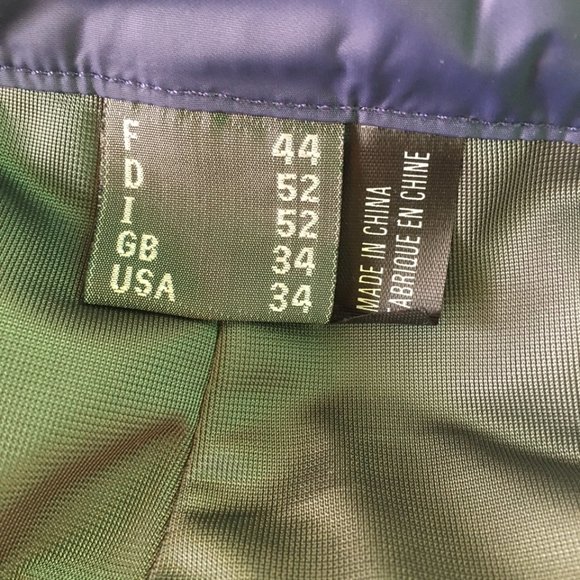 F 44
D 52
I 52
GB 34
USA 34
MADE IN CHINA
FABRIQUE EN CHINE